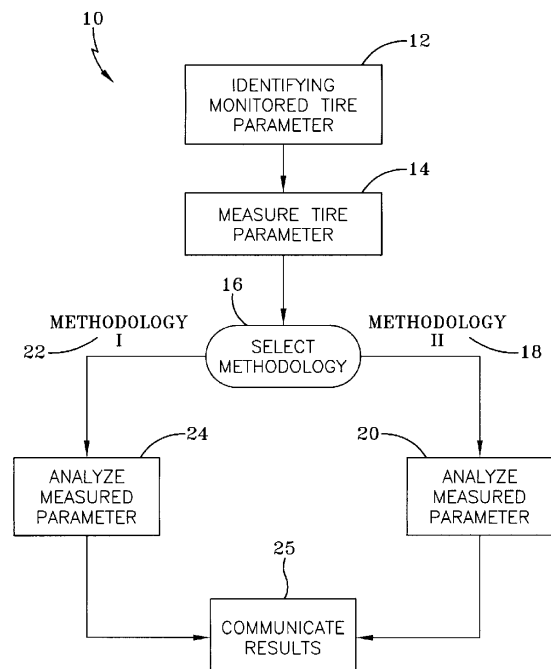 10
12
IDENTIFYING
MONITORED TIRE
PARAMETER
14
MEASURE TIRE
PARAMETER
16
METHODOLOGY
I
22
SELECT
METHODOLOGY
METHODOLOGY
II
18
24
ANALYZE
MEASURED
PARAMETER
20
ANALYZE
MEASURED
PARAMETER
25
COMMUNICATE
RESULTS